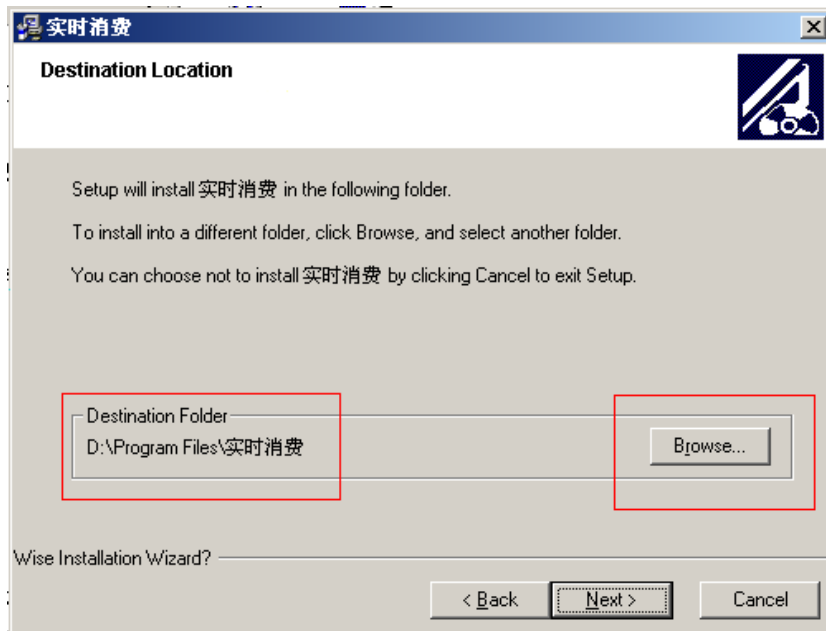 实时消费
Destination Location
Setup will install 实时消费 in the following folder.
To install into a different folder, click Browse, and select another folder.
You can choose not to install 实时消费 by clicking Cancel to exit Setup.
Destination Folder
D:\Program Files\实时消费
Browse...
Wise Installation Wizard?
< Back
Next >
Cancel